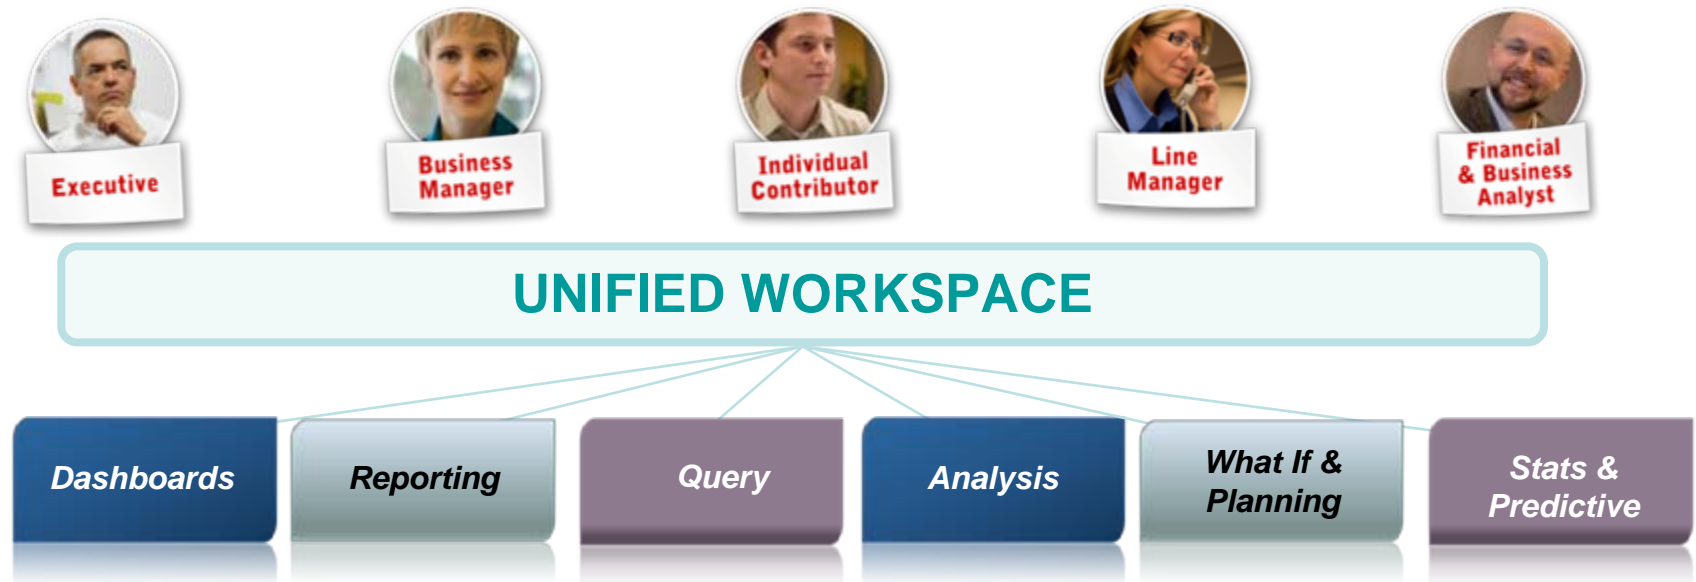 Executive
Business
Manager
Individual
Contributor
Line
Manager
Financial
& Business
Analyst
UNIFIED WORKSPACE
Dashboards
Reporting
Query
Analysis
What If &
Planning
Stats &
Predictive